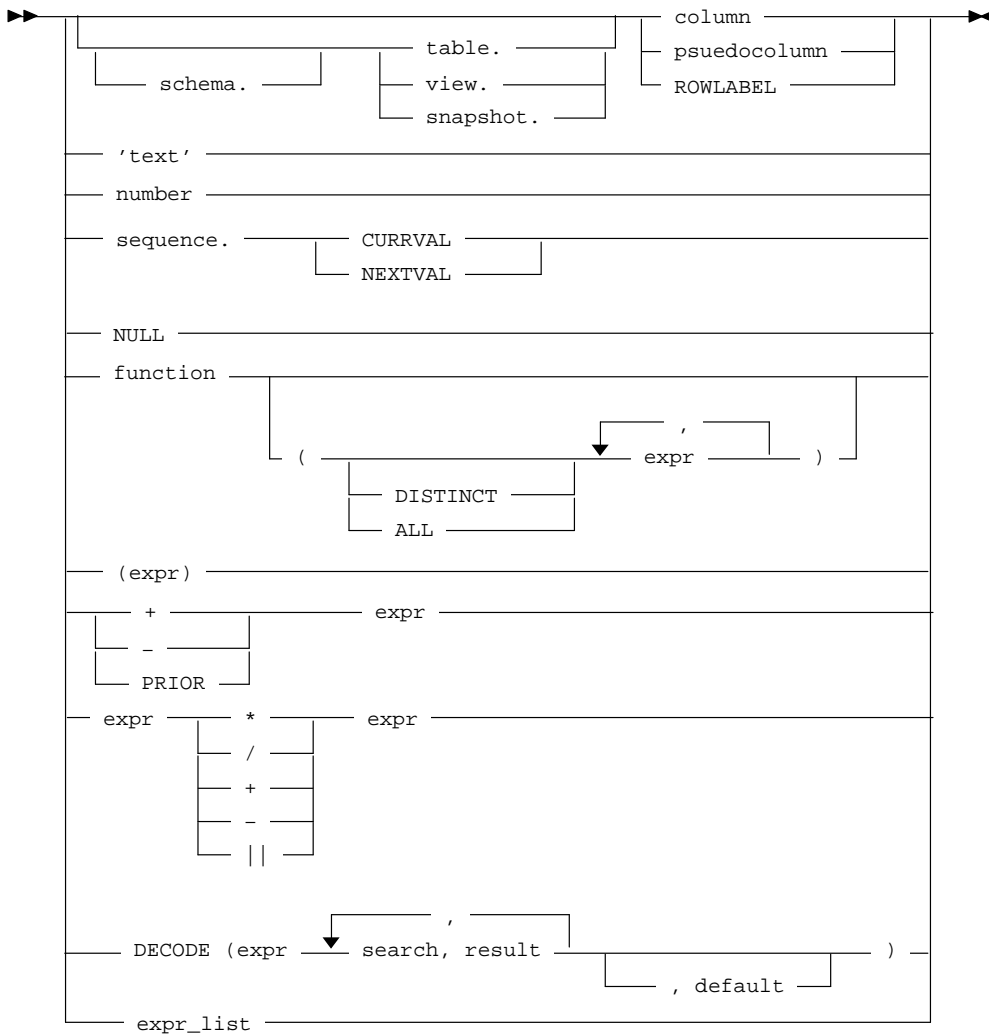 column
table. psuedocolumn
schema. view. ROWLABEL
snapshot.
’text’
number
sequence. CURRVAL
NEXTVAL
NULL
function
,
( expr )
DISTINCT
ALL
(expr)
+ expr
–
PRIOR
expr * expr
/
+
–
||
,
DECODE (expr search, result )
, default
expr_list